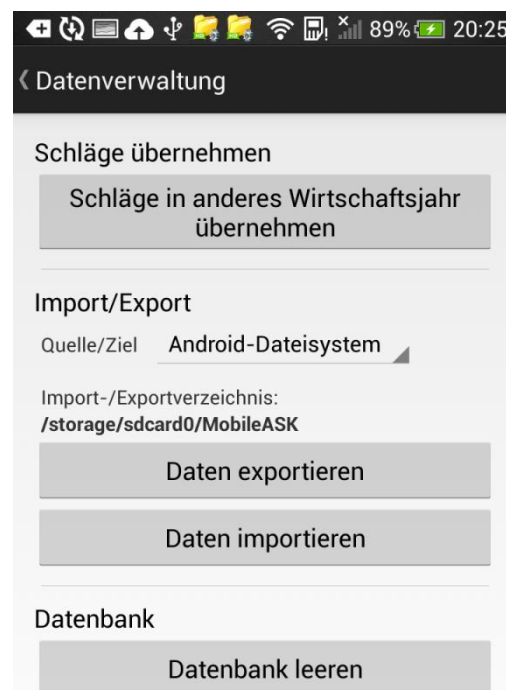 89% 20:25
Datenverwaltung
Schläge übernehmen
Schläge in anderes Wirtschaftsjahr
übernehmen
Import/Export
Quelle/Ziel Android-Dateisystem
Import-/Exportverzeichnis:
/storage/sdcard0/MobileASK
Daten exportieren
Daten importieren
Datenbank
Datenbank leeren